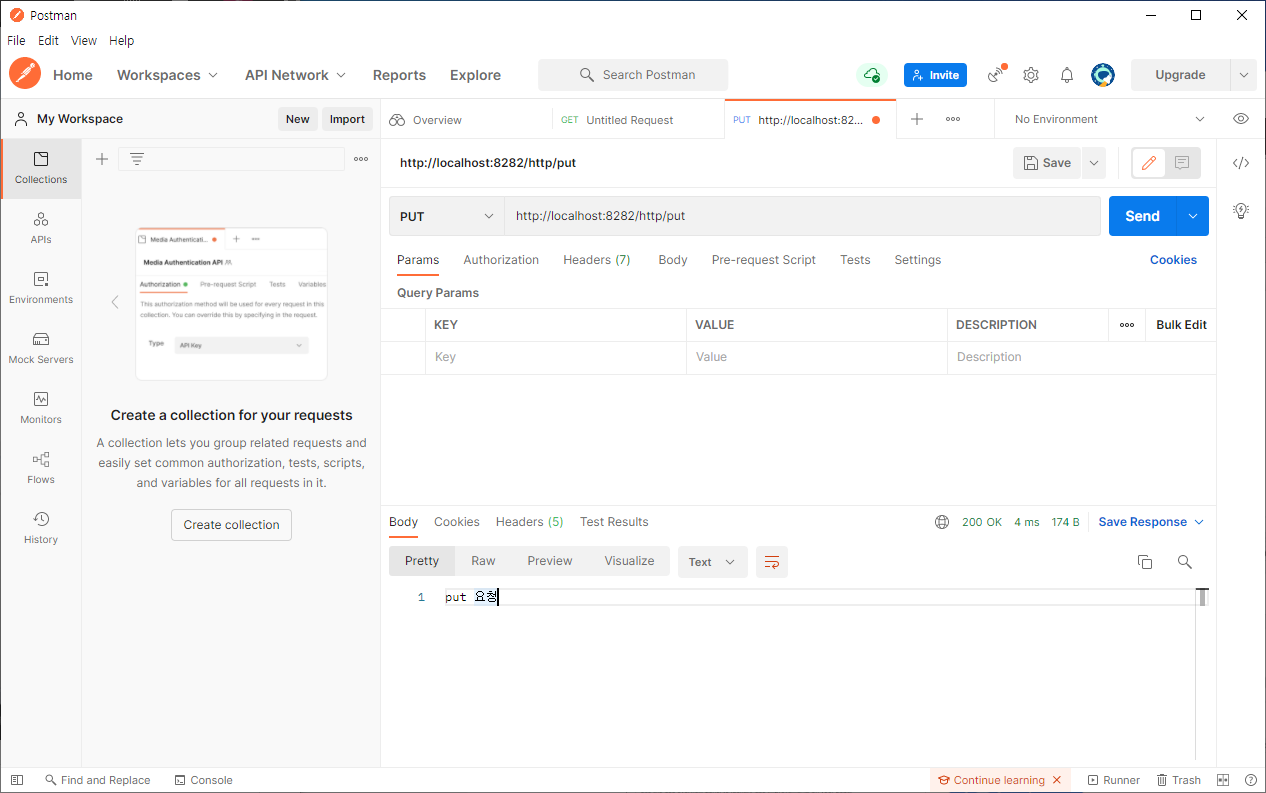 Postman
File Edit View Help
Home Workspaces API Network Reports Explore Search Postman Invite Upgrade
My Workspace New Import Overview GET Untitled Request PUT http://localhost:82... No Environment
Collections
APIs
Environments
Mock Servers
Monitors
Flows
History
Media Authenticati...
Media Authentication API
Authorization Pre-request Script Tests Variables
This authorization method will be used for every request in this
collection. You can override this by specifying in the request.
Type API Key
Create a collection for your requests
A collection lets you group related requests and
easily set common authorization, tests, scripts,
and variables for all requests in it.
Create collection
http://localhost:8282/http/put Save
PUT http://localhost:8282/http/put Send
Params Authorization Headers (7) Body Pre-request Script Tests Settings Cookies
Query Params
KEY VALUE DESCRIPTION Bulk Edit
Key Value Description
Body Cookies Headers (5) Test Results 200 OK 4 ms 174 B Save Response
Pretty Raw Preview Visualize Text
1 put 요청
Find and Replace Console Continue learning Runner Trash